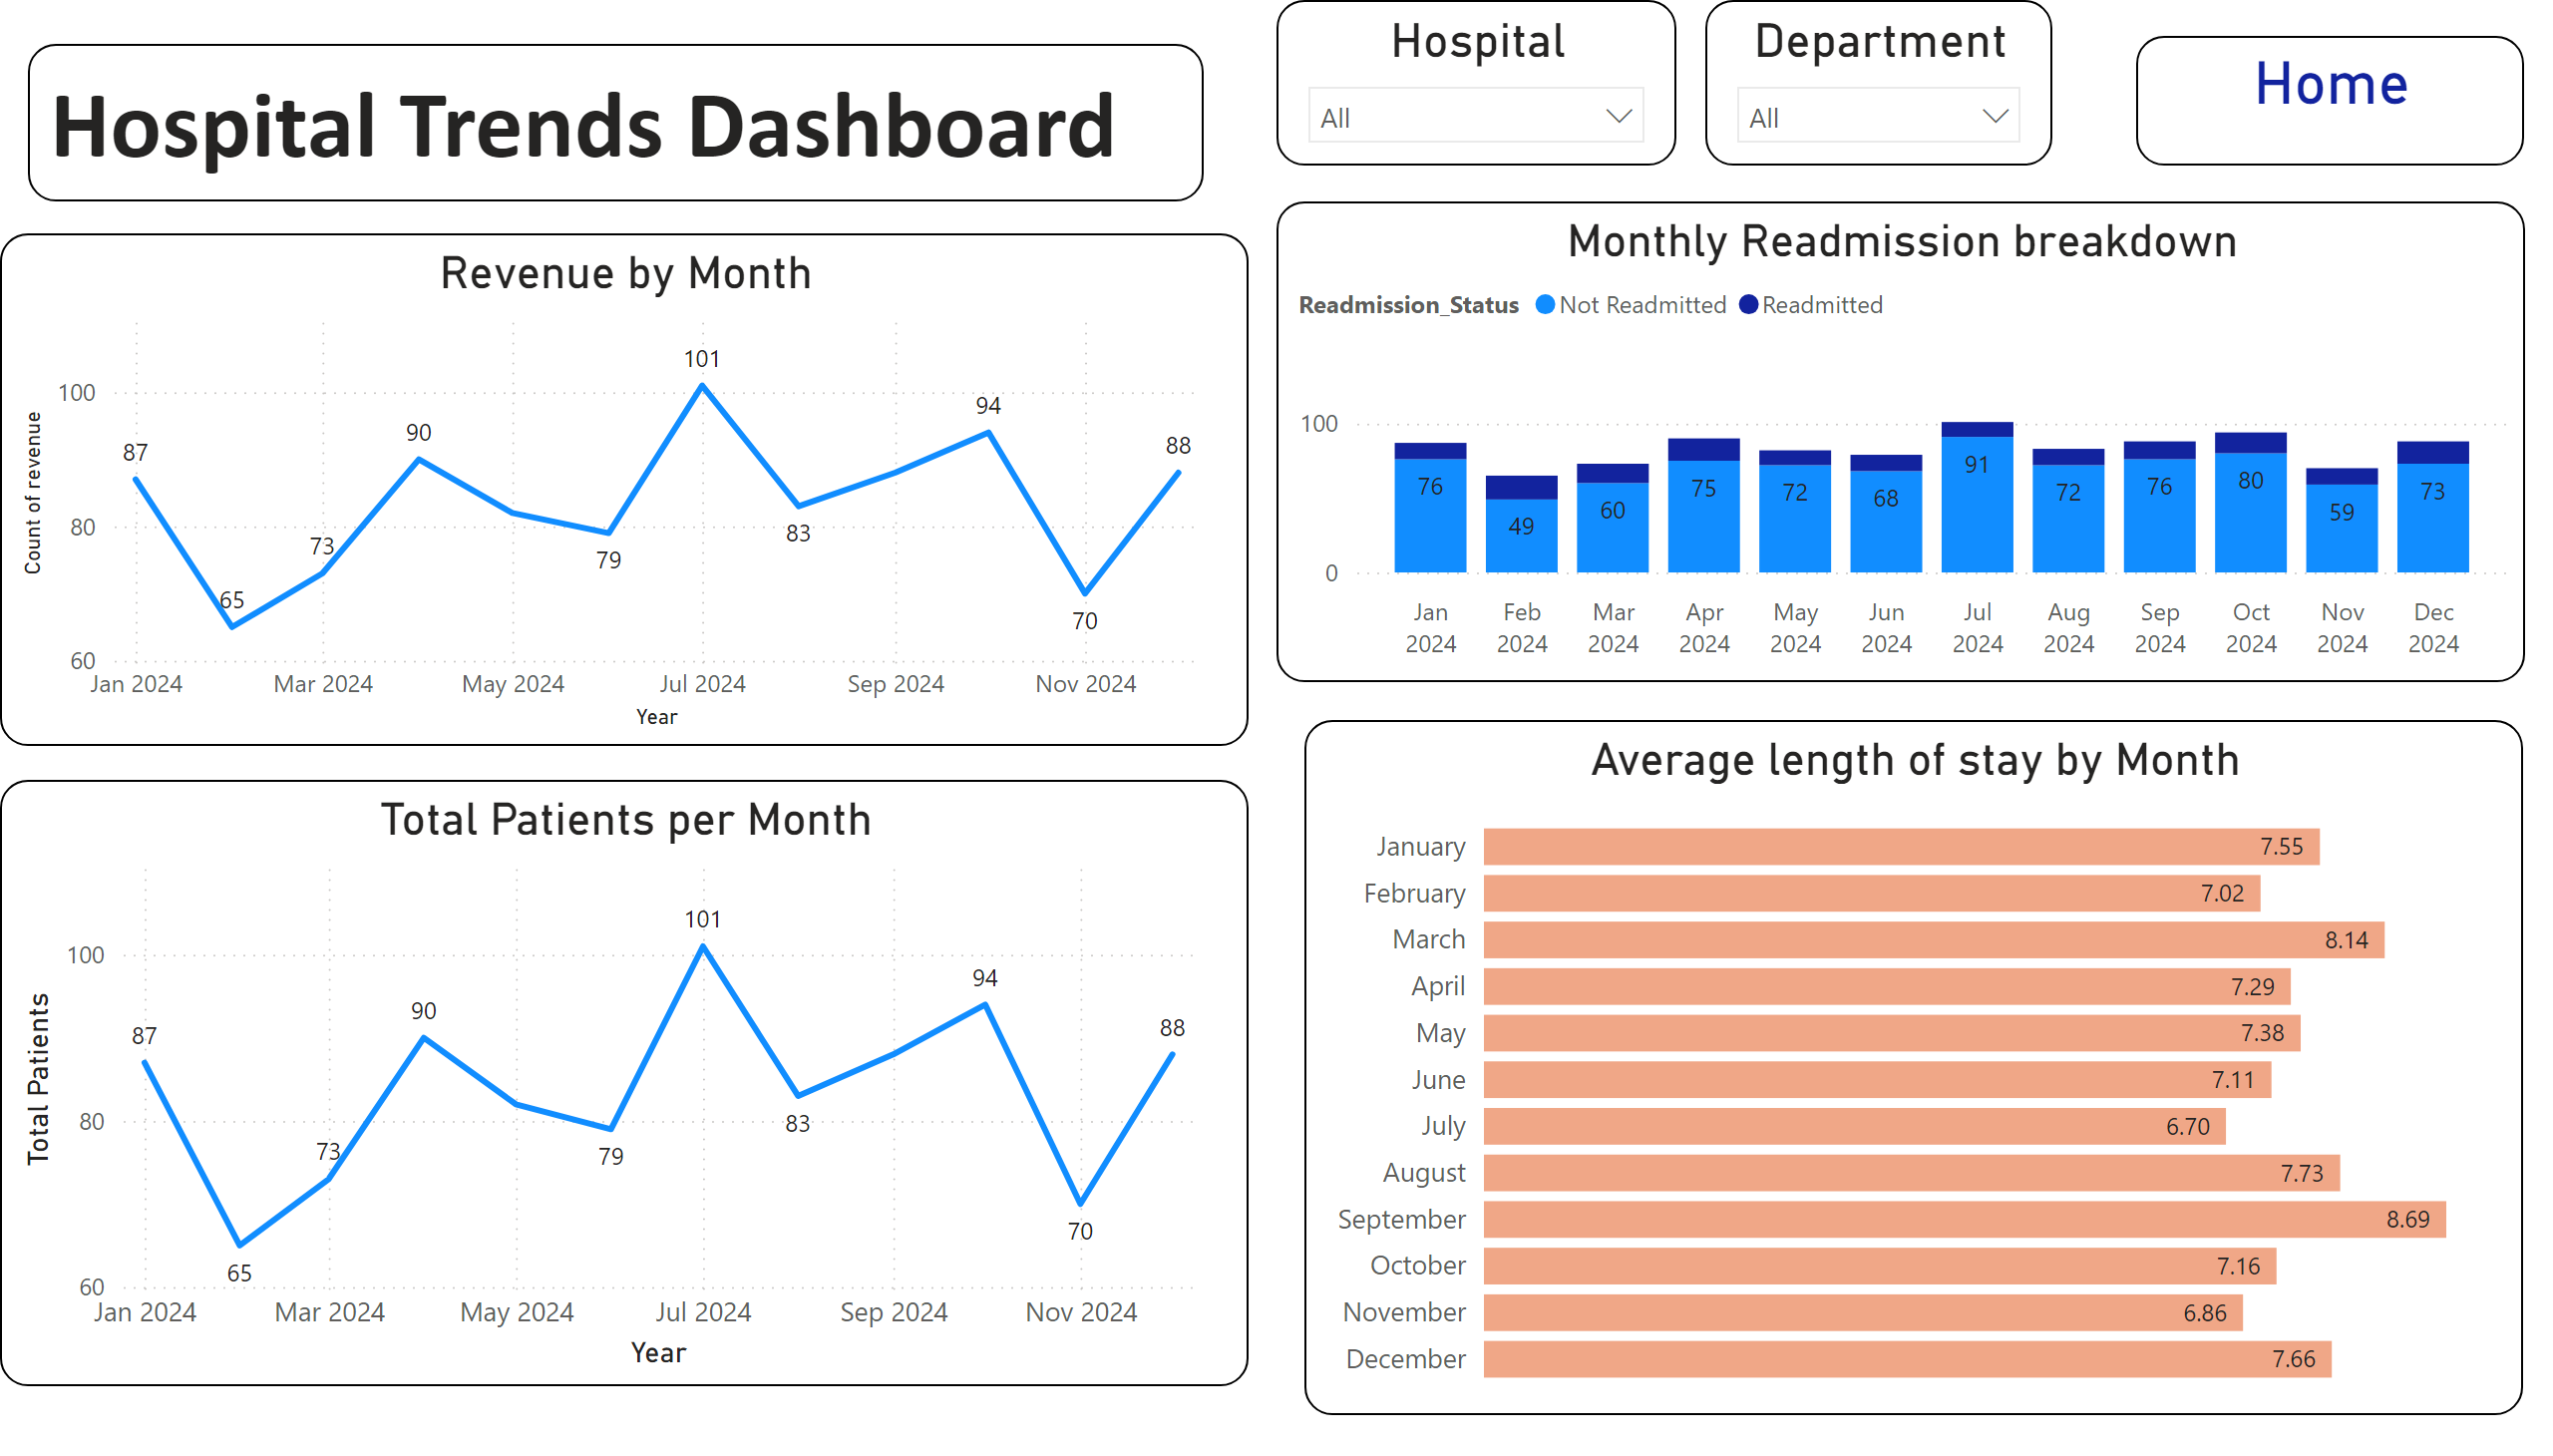 Hospital Trends Dashboard
Hospital
All
Department
All
Home
Revenue by Month
Count of revenue
100
80
60
87
65
73
90
79
101
83
94
70
88
Jan 2024
Mar 2024
May 2024
Jul 2024
Sep 2024
Nov 2024
Year
Monthly Readmission breakdown
Readmission_Status Not Readmitted Readmitted
100
0
76
49
60
75
72
68
91
72
76
80
59
73
Jan 2024
Feb 2024
Mar 2024
Apr 2024
May 2024
Jun 2024
Jul 2024
Aug 2024
Sep 2024
Oct 2024
Nov 2024
Dec 2024
Total Patients per Month
Total Patients
100
80
60
87
65
73
90
79
101
83
94
70
88
Jan 2024
Mar 2024
May 2024
Jul 2024
Sep 2024
Nov 2024
Year
Average length of stay by Month
January 7.55
February 7.02
March 8.14
April 7.29
May 7.38
June 7.11
July 6.70
August 7.73
September 8.69
October 7.16
November 6.86
December 7.66